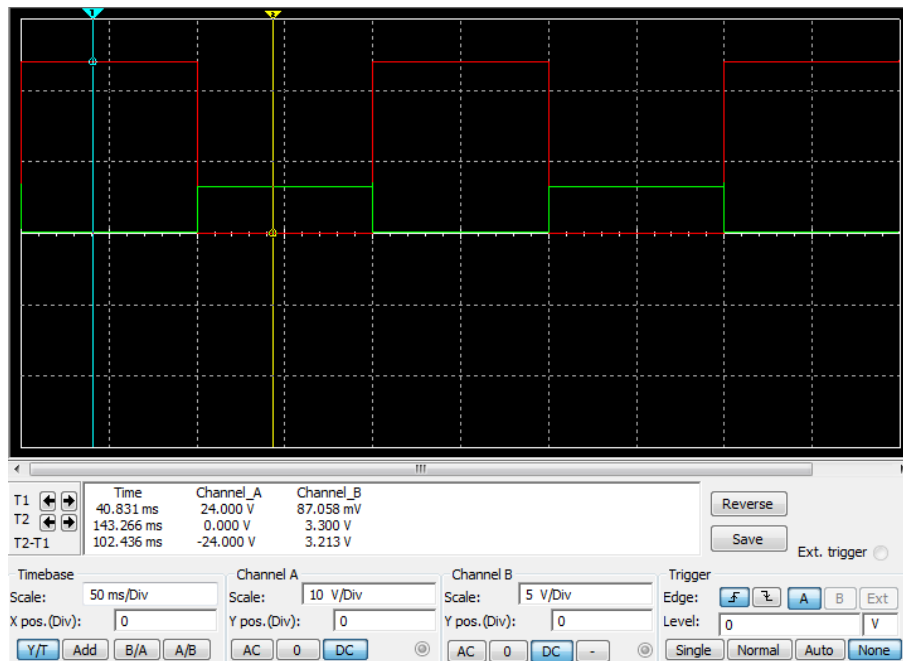 1 2
Time Channel_A Channel_B
T1 40.831 ms 24.000 V 87.058 mV
T2 143.266 ms 0.000 V 3.300 V
T2-T1 102.436 ms -24.000 V 3.213 V
Reverse
Save
Ext. trigger
Timebase Channel A Channel B Trigger
Scale: 50 ms/Div Scale: 10 V/Div Scale: 5 V/Div Edge: A B Ext
X pos.(Div): 0 Y pos.(Div): 0 Y pos.(Div): 0 Level: 0 V
Y/T Add B/A A/B AC 0 DC AC 0 DC - Single Normal Auto None